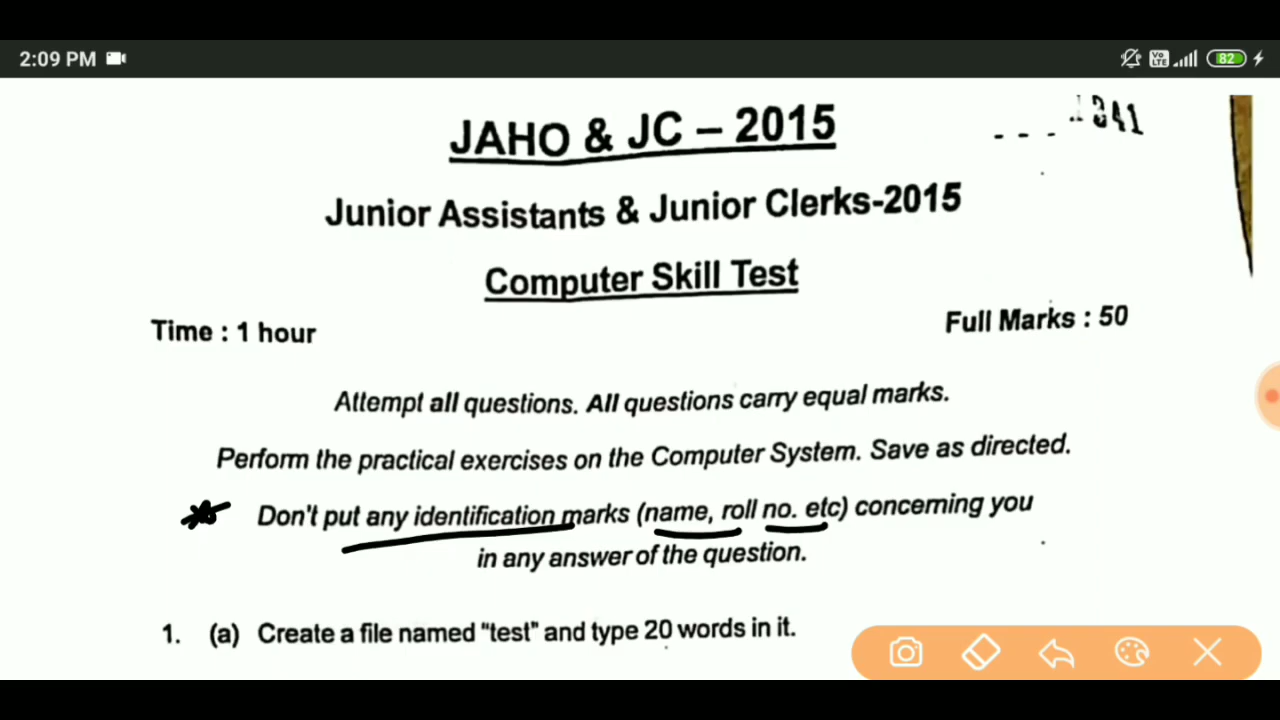 2:09 PM
Vo LTE 82
JAHO & JC – 2015
Junior Assistants & Junior Clerks-2015
Computer Skill Test
Time : 1 hour Full Marks : 50
Attempt all questions. All questions carry equal marks.
Perform the practical exercises on the Computer System. Save as directed.
Don't put any identification marks (name, roll no. etc) concerning you
in any answer of the question.
1. (a) Create a file named "test" and type 20 words in it.